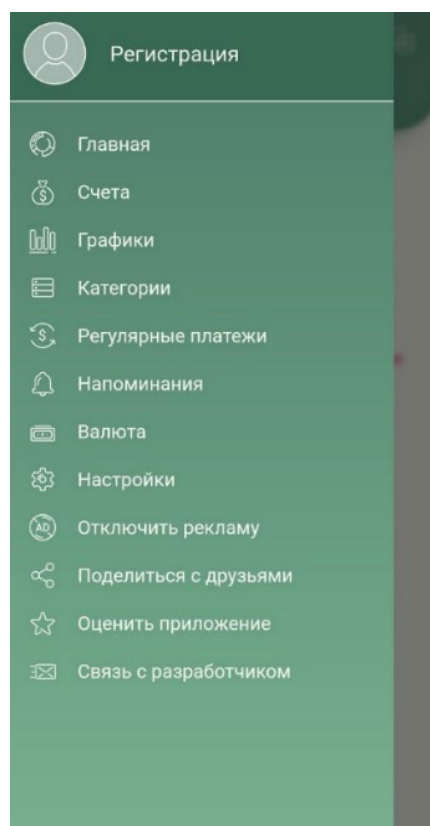 Регистрация
Главная
Счета
Графики
Категории
Регулярные платежи
Напоминания
Валюта
Настройки
Отключить рекламу
Поделиться с друзьями
Оценить приложение
Связь с разработчиком